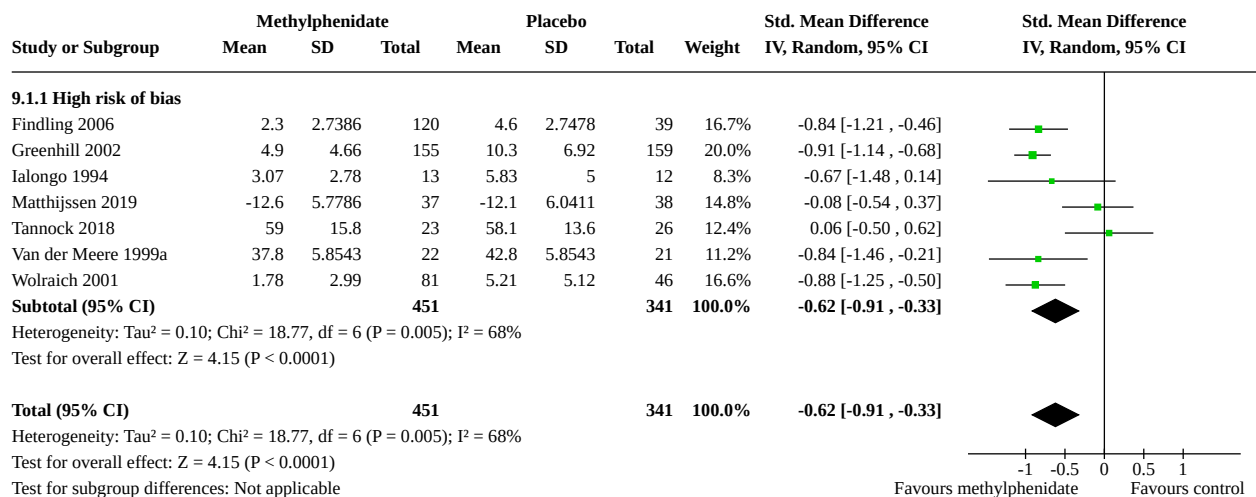 Methylphenidate Placebo Std. Mean Difference Std. Mean Difference
Study or Subgroup Mean SD Total Mean SD Total Weight IV, Random, 95% CI IV, Random, 95% CI
9.1.1 High risk of bias
Findling 2006 2.3 2.7386 120 4.6 2.7478 39 16.7% -0.84 [-1.21 , -0.46]
Greenhill 2002 4.9 4.66 155 10.3 6.92 159 20.0% -0.91 [-1.14 , -0.68]
Ialongo 1994 3.07 2.78 13 5.83 5 12 8.3% -0.67 [-1.48 , 0.14]
Matthijssen 2019 -12.6 5.7786 37 -12.1 6.0411 38 14.8% -0.08 [-0.54 , 0.37]
Tannock 2018 59 15.8 23 58.1 13.6 26 12.4% 0.06 [-0.50 , 0.62]
Van der Meere 1999a 37.8 5.8543 22 42.8 5.8543 21 11.2% -0.84 [-1.46 , -0.21]
Wolraich 2001 1.78 2.99 81 5.21 5.12 46 16.6% -0.88 [-1.25 , -0.50]
Subtotal (95% CI) 451 341 100.0% -0.62 [-0.91 , -0.33]
Heterogeneity: Tau² = 0.10; Chi² = 18.77, df = 6 (P = 0.005); I² = 68%
Test for overall effect: Z = 4.15 (P < 0.0001)
Total (95% CI) 451 341 100.0% -0.62 [-0.91 , -0.33]
Heterogeneity: Tau² = 0.10; Chi² = 18.77, df = 6 (P = 0.005); I² = 68%
Test for overall effect: Z = 4.15 (P < 0.0001)
-1 -0.5 0 0.5 1
Test for subgroup differences: Not applicable
Favours methylphenidate Favours control